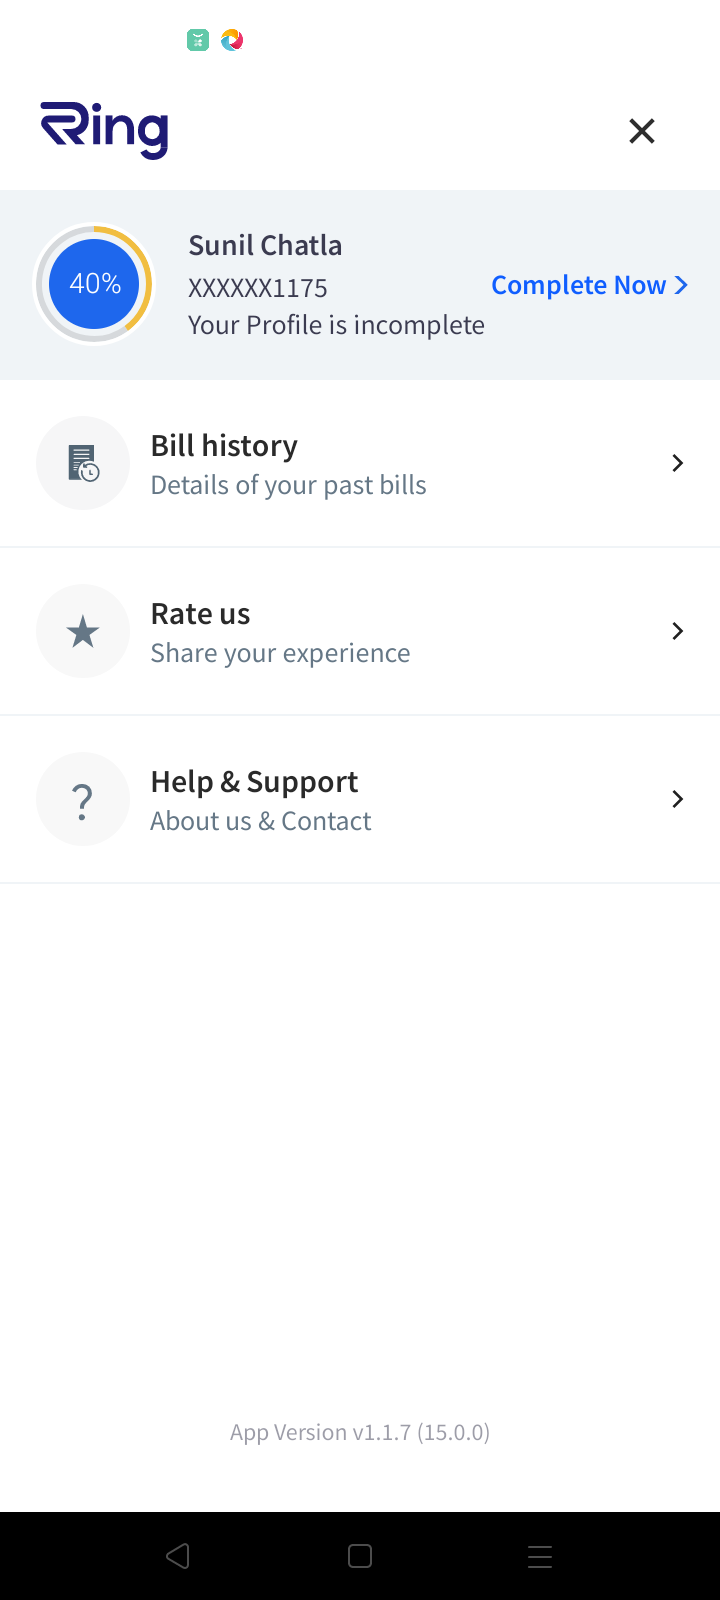 Ring
40%
Sunil Chatla
XXXXXX1175
Your Profile is incomplete
Complete Now
Bill history
Details of your past bills
Rate us
Share your experience
Help & Support
About us & Contact
App Version v1.1.7 (15.0.0)